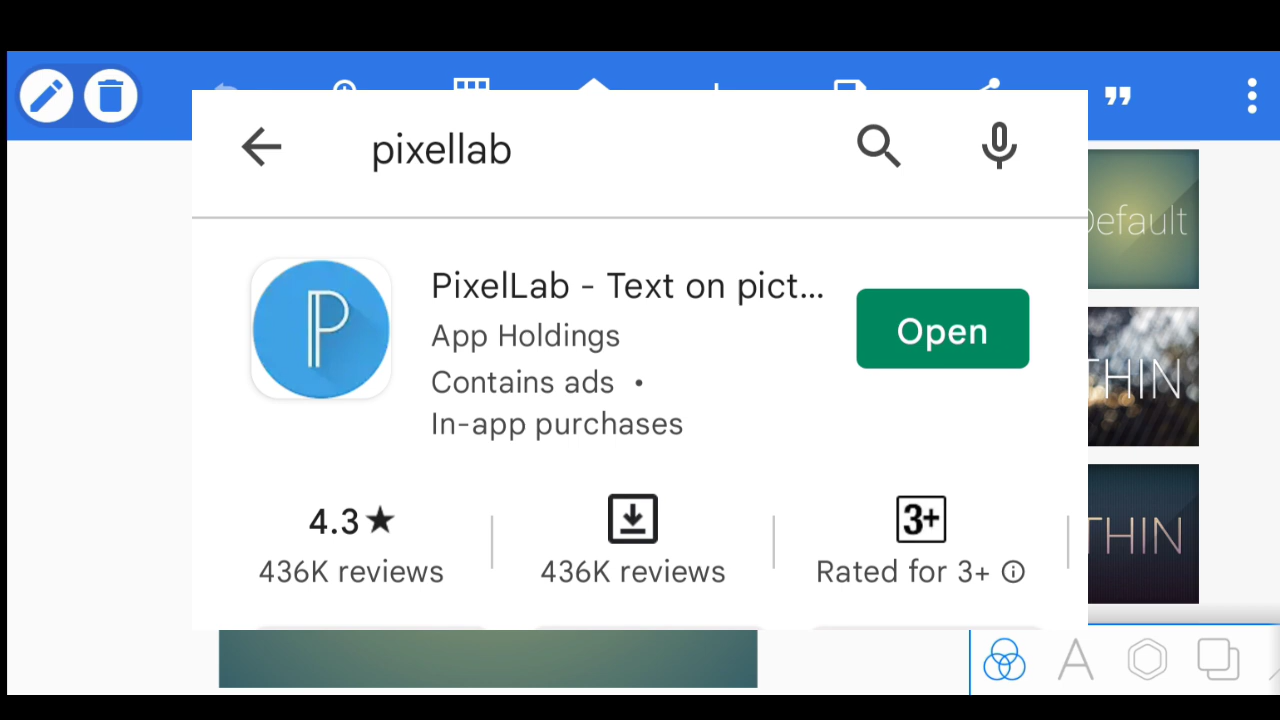 pixellab
PixelLab - Text on pict...
App Holdings
Contains ads •
In-app purchases
Open
4.3★
436K reviews
436K reviews
3+
Rated for 3+
Default
THIN
THIN